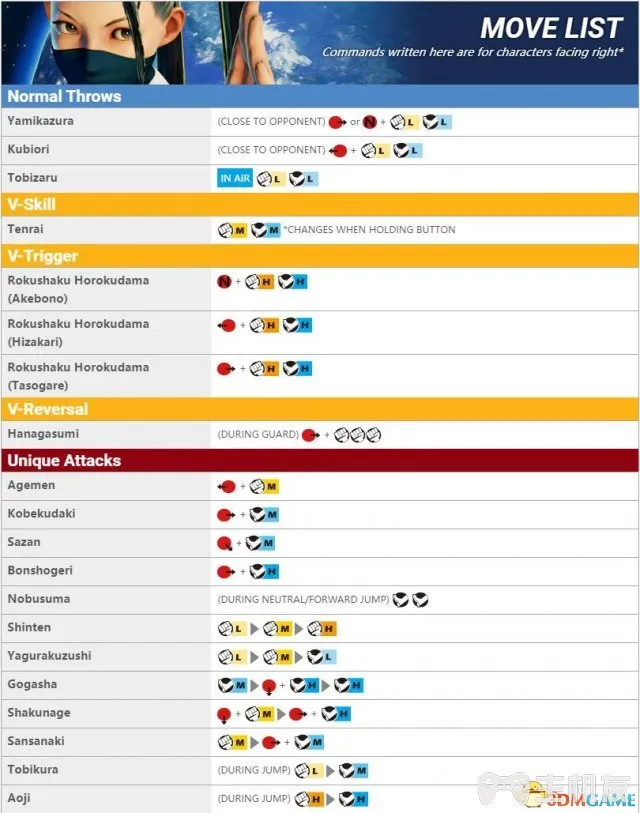 MOVE LIST
Commands written here are for characters facing right*
Normal Throws
Yamikazura (CLOSE TO OPPONENT) or N + L L
Kubiori (CLOSE TO OPPONENT) + L L
Tobizaru IN AIR L L
V-Skill
Tenrai M M *CHANGES WHEN HOLDING BUTTON
V-Trigger
Rokushaku Horokudama
(Akebono) N + H H
Rokushaku Horokudama
(Hizakari) + H H
Rokushaku Horokudama
(Tasogare) + H H
V-Reversal
Hanagasumi (DURING GUARD) +
Unique Attacks
Agemen + M
Kobekudaki + M
Sazan + M
Bonshogeri + H
Nobusuma (DURING NEUTRAL/FORWARD JUMP)
Shinten L M H
Yagurakuzushi L M L
Gogasha M + H H
Shakunage + M + H
Sansanaki M + M
Tobikura (DURING JUMP) L M
Aoji (DURING JUMP) H H
手机友
3DMGAME